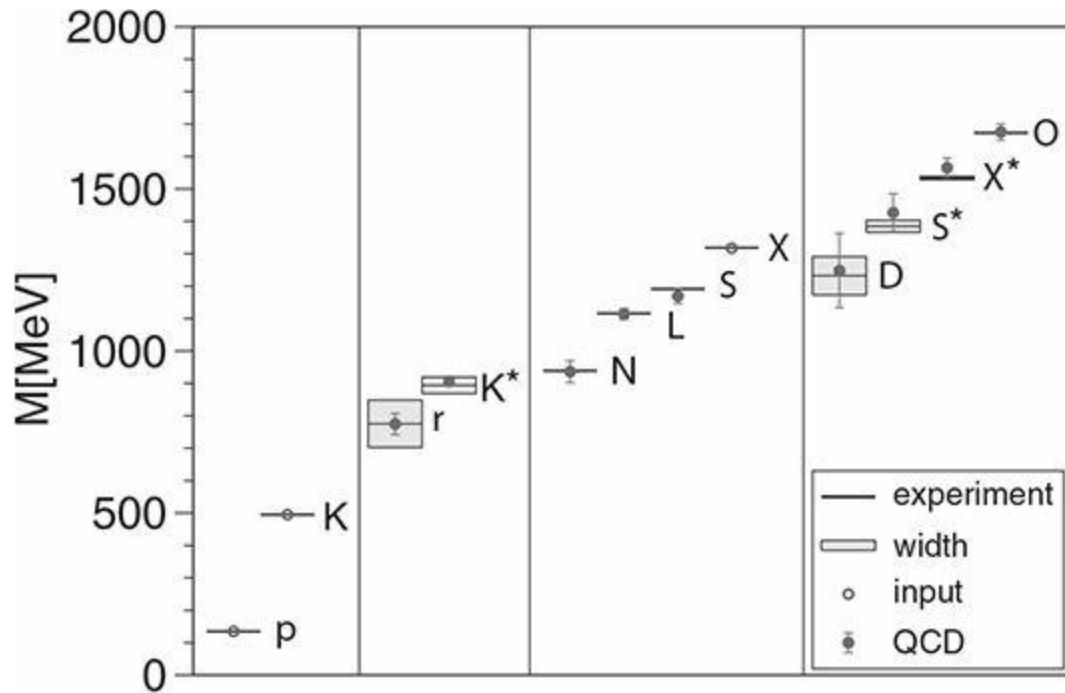 M[MeV]
2000
1500
1000
500
0
p
K
r
K*
N
L
S
X
D
S*
X*
O
experiment
width
input
QCD